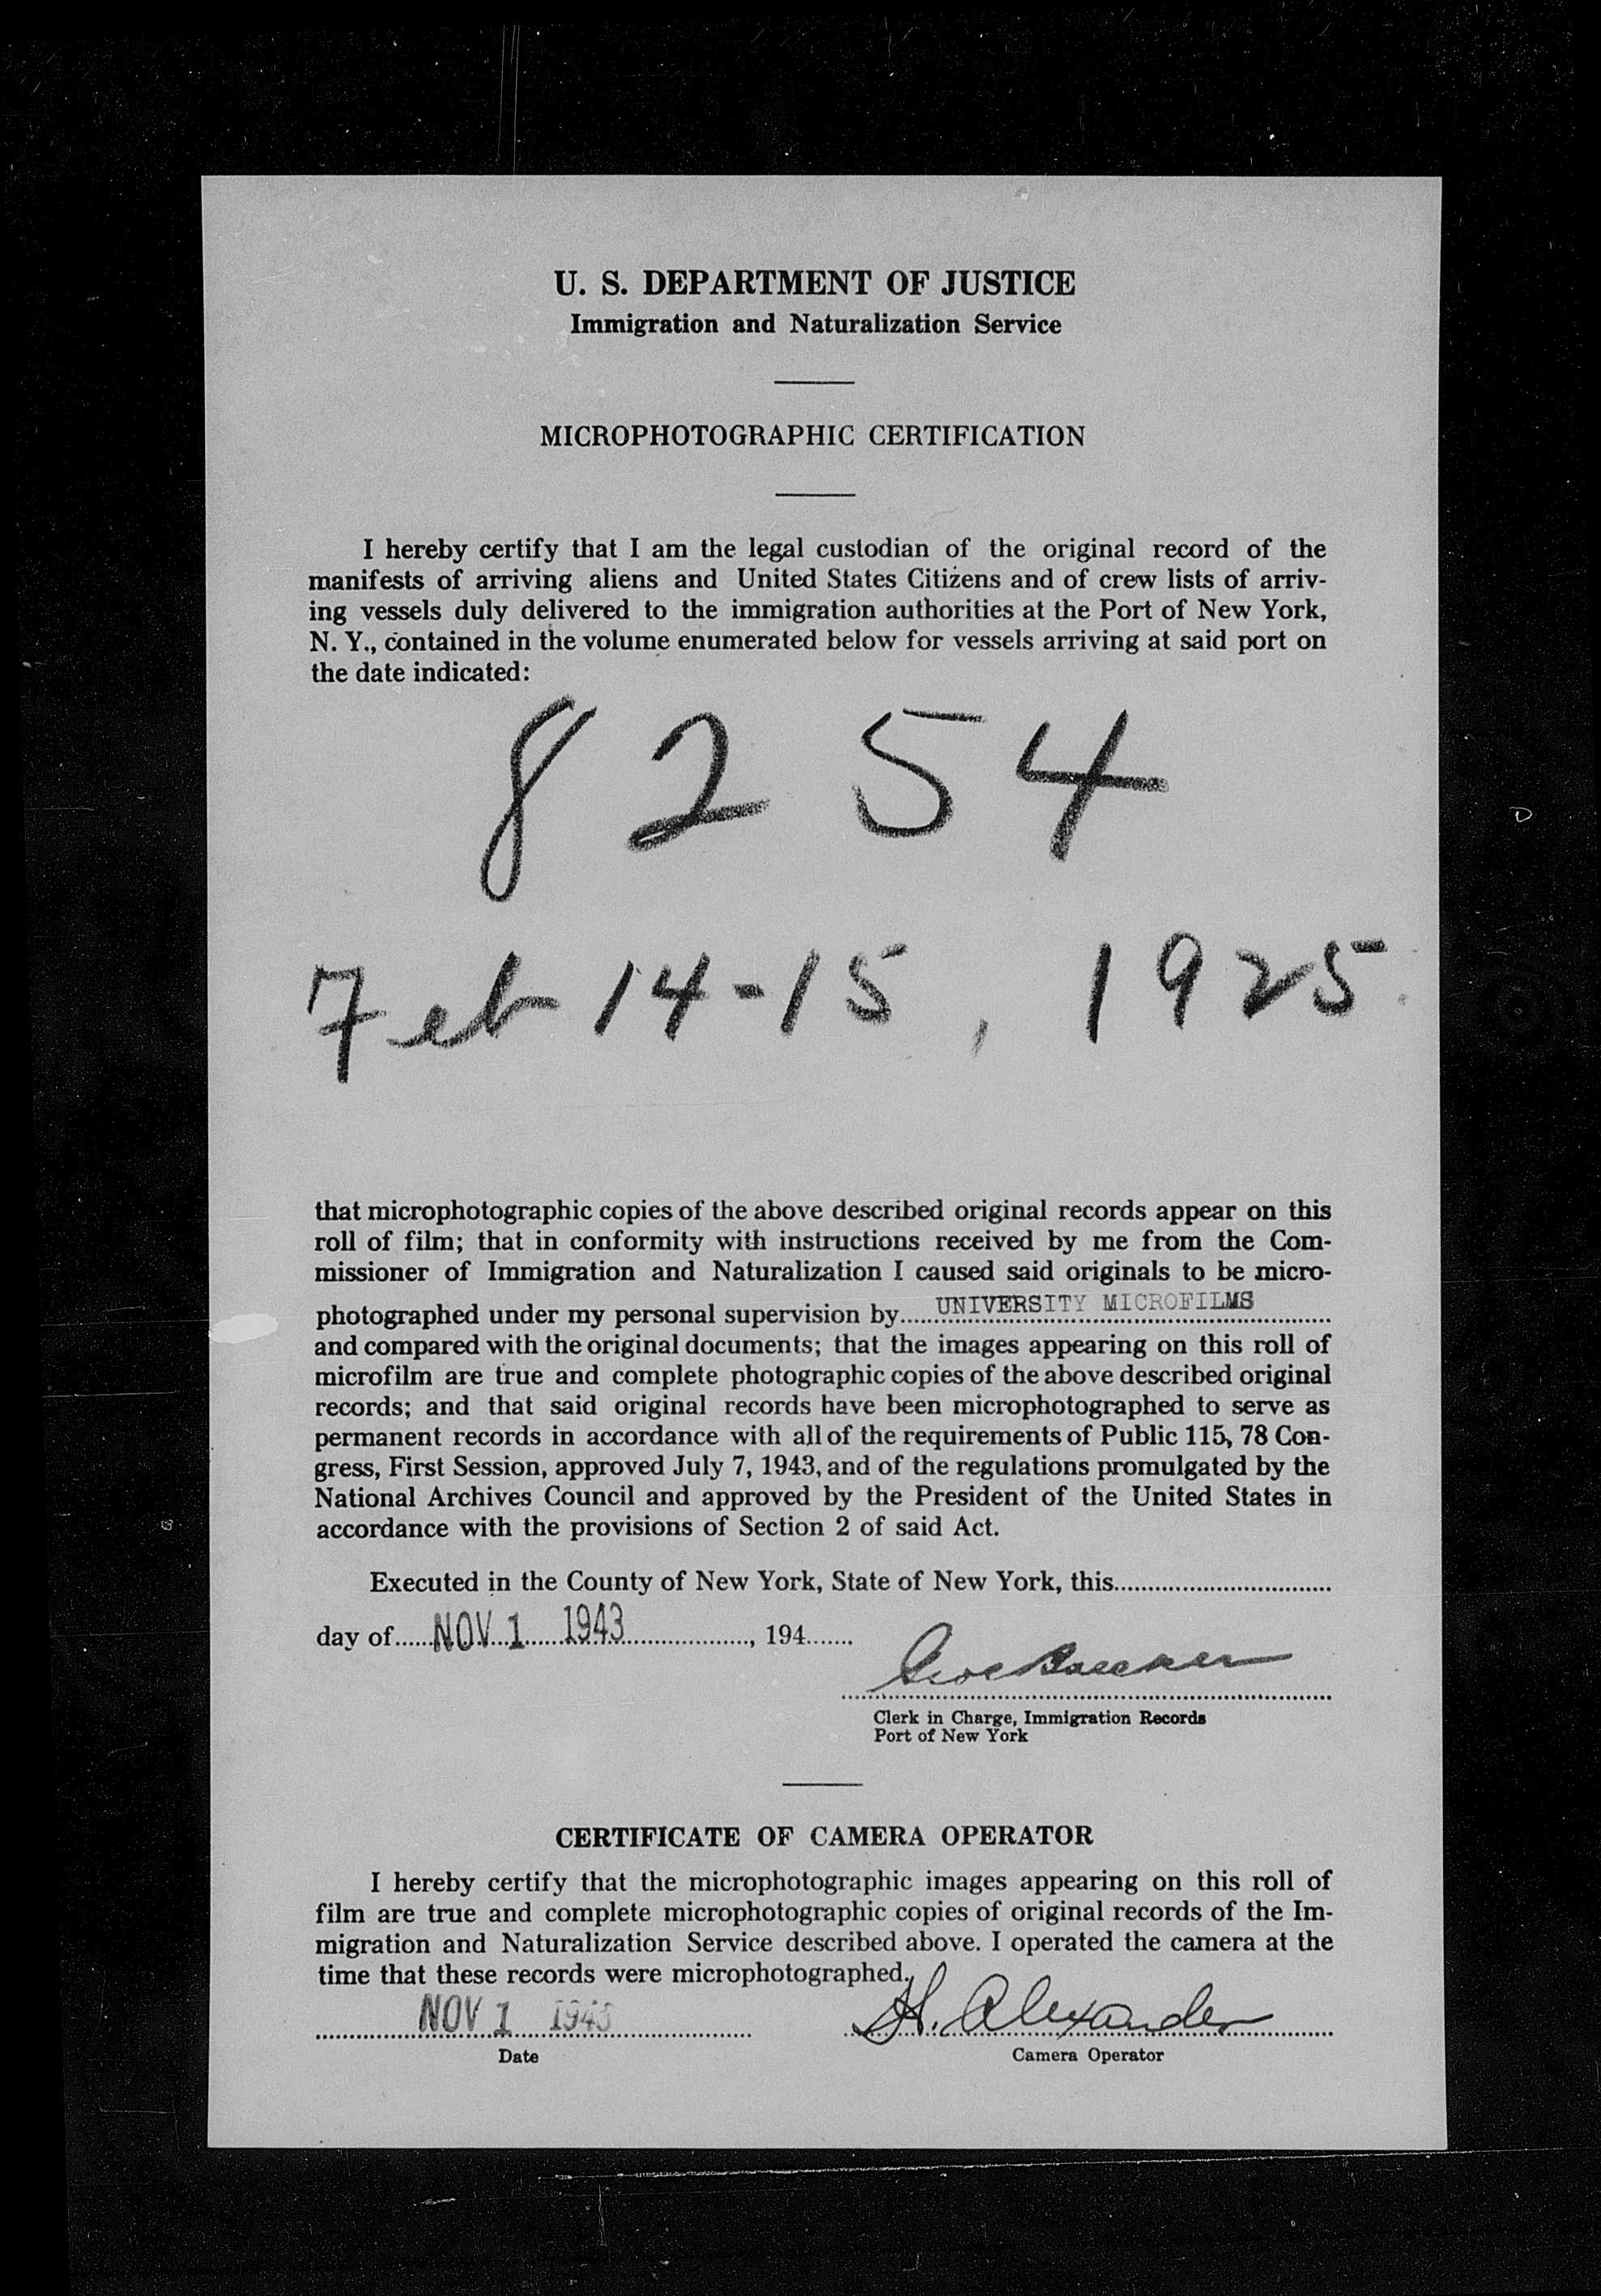 U. S. DEPARTMENT OF JUSTICE
Immigration and Naturalization Service
MICROPHOTOGRAPHIC CERTIFICATION
I hereby certify that I am the legal custodian of the original record of the
manifests of arriving aliens and United States Citizens and of crew lists of arriv-
ing vessels duly delivered to the immigration authorities at the Port of New York,
N. Y., contained in the volume enumerated below for vessels arriving at said port on
the date indicated:
8254
Feb 14-15, 1925
that microphotographic copies of the above described original records appear on this
roll of film; that in conformity with instructions received by me from the Com-
missioner of Immigration and Naturalization I caused said originals to be micro-
photographed under my personal supervision by UNIVERSITY MICROFILMS
and compared with the original documents; that the images appearing on this roll of
microfilm are true and complete photographic copies of the above described original
records; and that said original records have been microphotographed to serve as
permanent records in accordance with all of the requirements of Public 115, 78 Con-
gress, First Session, approved July 7, 1943, and of the regulations promulgated by the
National Archives Council and approved by the President of the United States in
accordance with the provisions of Section 2 of said Act.
Executed in the County of New York, State of New York, this
day of NOV 1 1943, 194
Clerk in Charge, Immigration Records
Port of New York
CERTIFICATE OF CAMERA OPERATOR
I hereby certify that the microphotographic images appearing on this roll of
film are true and complete microphotographic copies of original records of the Im-
migration and Naturalization Service described above. I operated the camera at the
time that these records were microphotographed.
NOV 1 1943 H. Alexander
Date Camera Operator